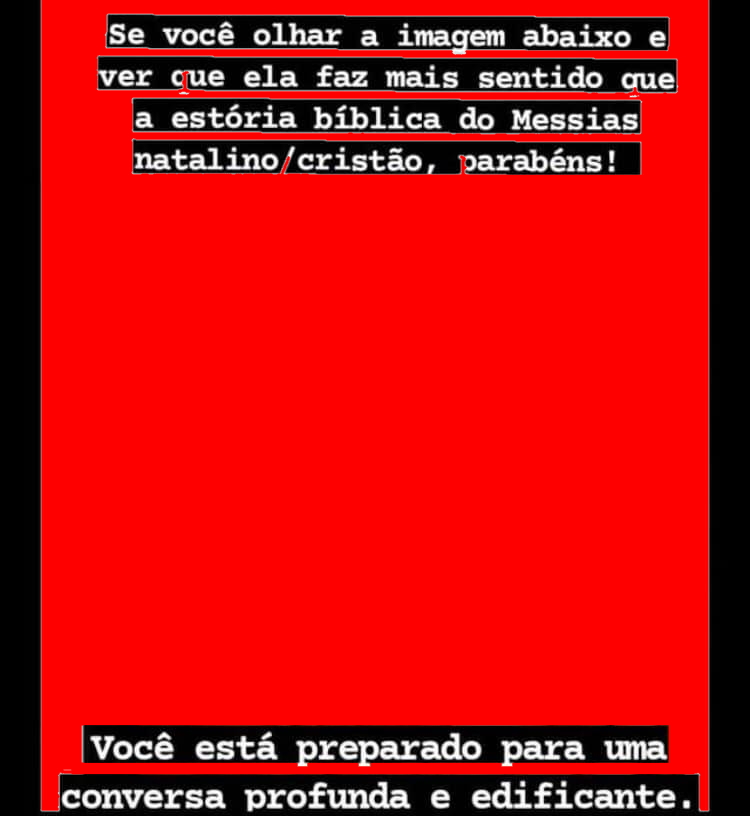 Se você olhar a imagem abaixo e
ver que ela faz mais sentido que
a estória bíblica do Messias
natalino/cristão, parabéns!
Você está preparado para uma
conversa profunda e edificante.